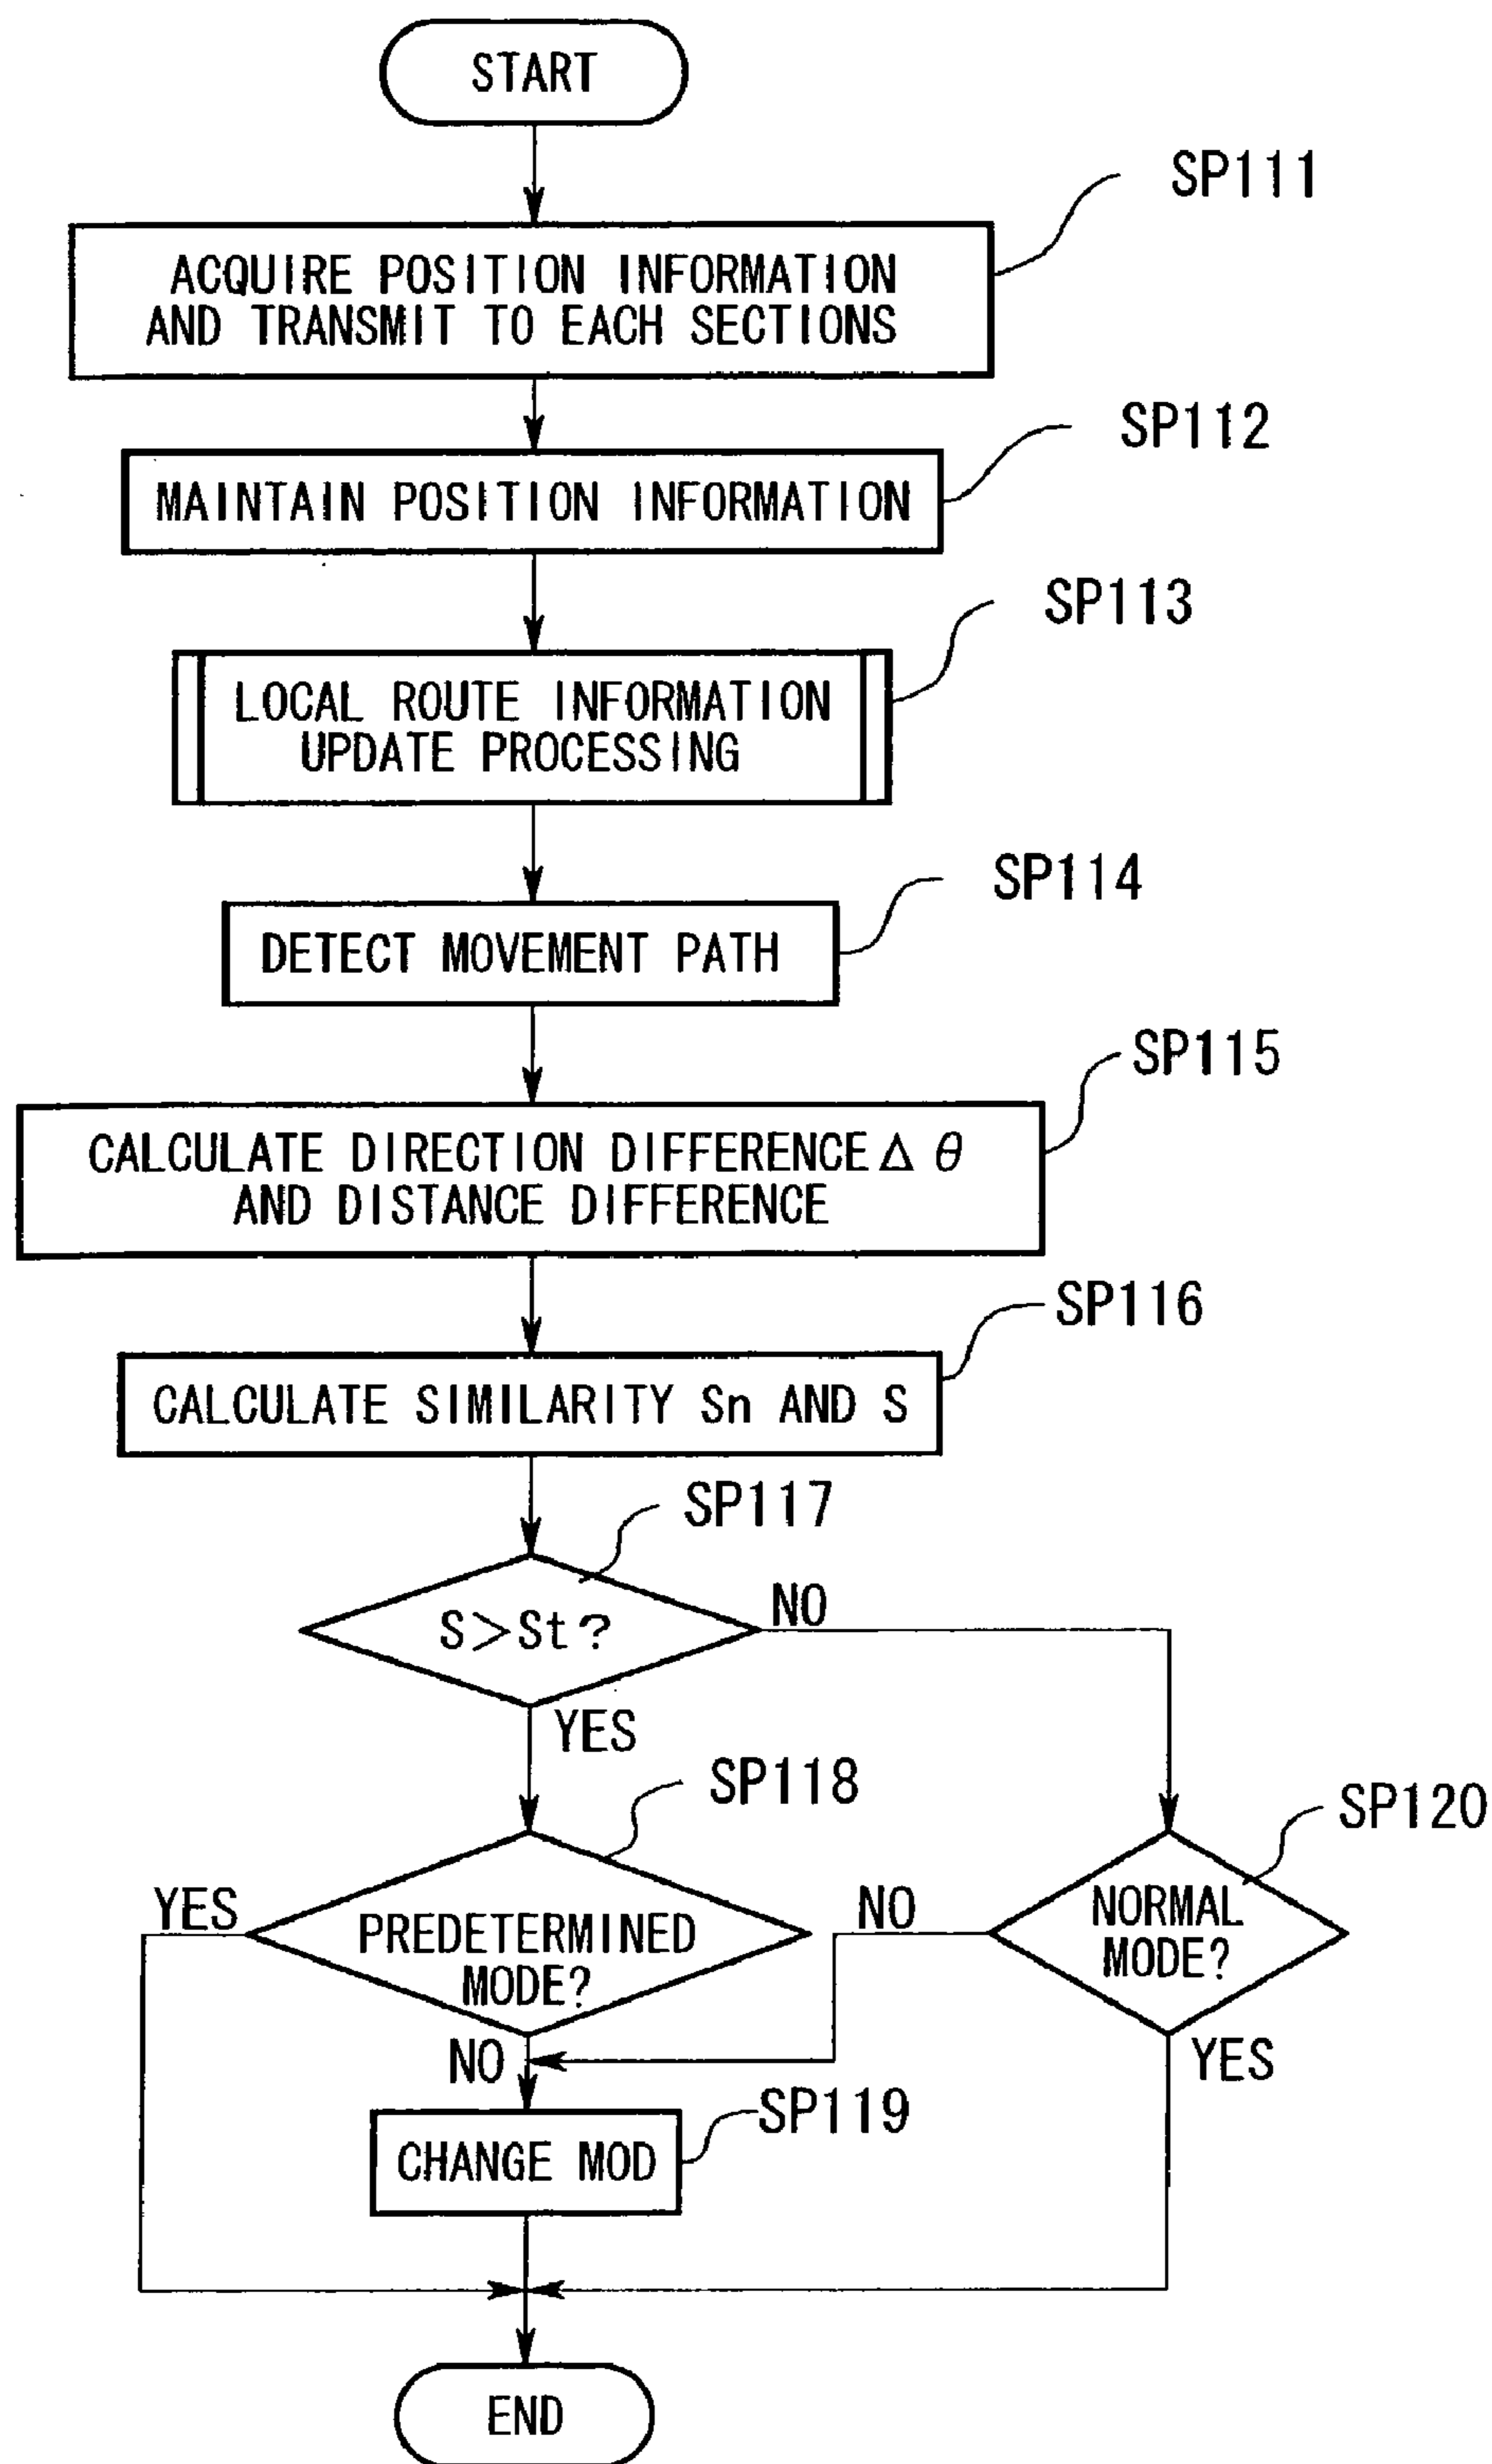 START
SP111
ACQUIRE POSITION INFORMATION
AND TRANSMIT TO EACH SECTIONS
SP112
MAINTAIN POSITION INFORMATION
SP113
LOCAL ROUTE INFORMATION
UPDATE PROCESSING
SP114
DETECT MOVEMENT PATH
SP115
CALCULATE DIRECTION DIFFERENCE Δ θ
AND DISTANCE DIFFERENCE
SP116
CALCULATE SIMILARITY Sn AND S
SP117
S>St?
NO
YES
SP118
SP120
YES
PREDETERMINED
MODE?
NO
NORMAL
MODE?
NO
YES
SP119
CHANGE MOD
END